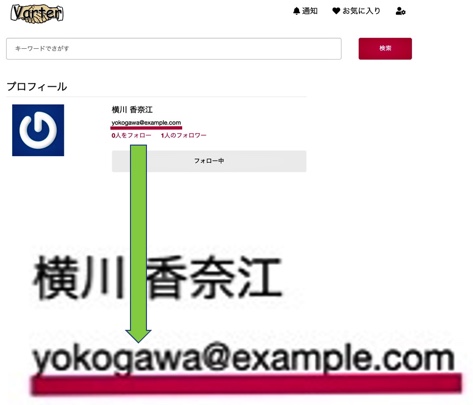 Varter
通知 お気に入り
キーワードでさがす 検索
プロフィール
横川 香奈江
yokogawa@example.com
0人をフォロー 1人のフォロワー
フォロー中
横川 香奈江
yokogawa@example.com